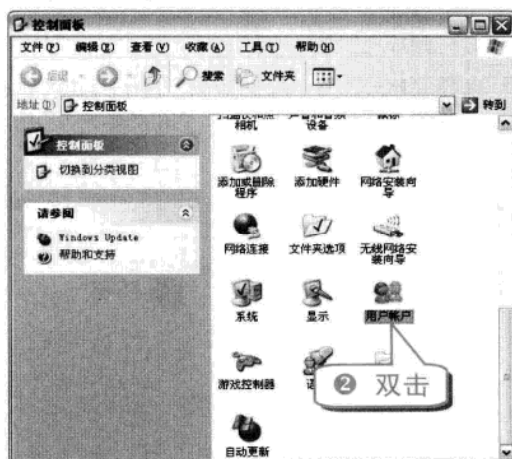 控制面板
文件(F) 编辑(E) 查看(V) 收藏(A) 工具(T) 帮助(H)
后退 搜索 文件夹
地址(D) 控制面板 转到
相机 设备
控制面板
切换到分类视图
添加或删除程序 添加硬件 网络安装向导
请参阅
Windows Update
帮助和支持
网络连接 文件夹选项 无线网络安装向导
系统 显示 用户帐户
❷ 双击
游戏控制器
自动更新